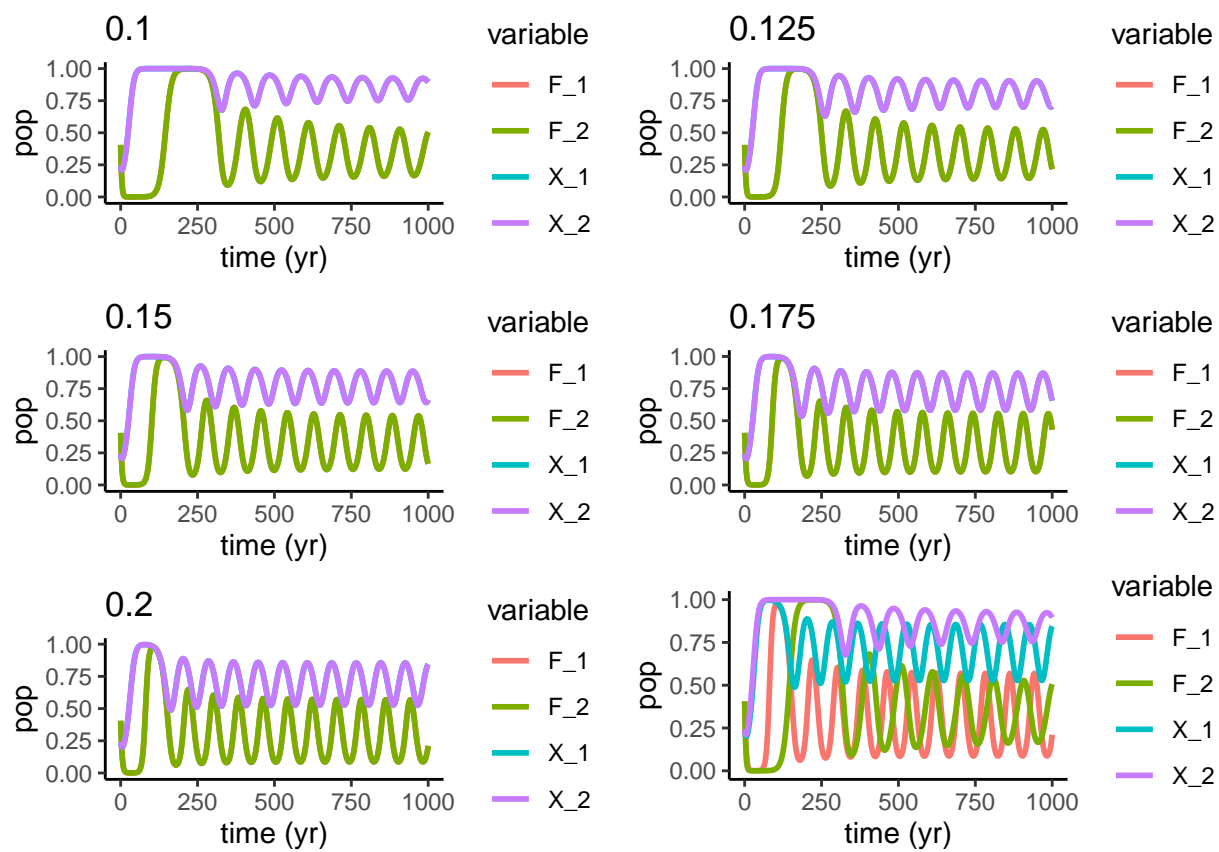 0.1
variable
pop
1.00
0.75
0.50
0.25
0.00
0 250 500 750 1000
time (yr)
F_1
F_2
X_1
X_2
0.125
variable
pop
1.00
0.75
0.50
0.25
0.00
0 250 500 750 1000
time (yr)
F_1
F_2
X_1
X_2
0.15
variable
pop
1.00
0.75
0.50
0.25
0.00
0 250 500 750 1000
time (yr)
F_1
F_2
X_1
X_2
0.175
variable
pop
1.00
0.75
0.50
0.25
0.00
0 250 500 750 1000
time (yr)
F_1
F_2
X_1
X_2
0.2
variable
pop
1.00
0.75
0.50
0.25
0.00
0 250 500 750 1000
time (yr)
F_1
F_2
X_1
X_2
variable
pop
1.00
0.75
0.50
0.25
0.00
0 250 500 750 1000
time (yr)
F_1
F_2
X_1
X_2